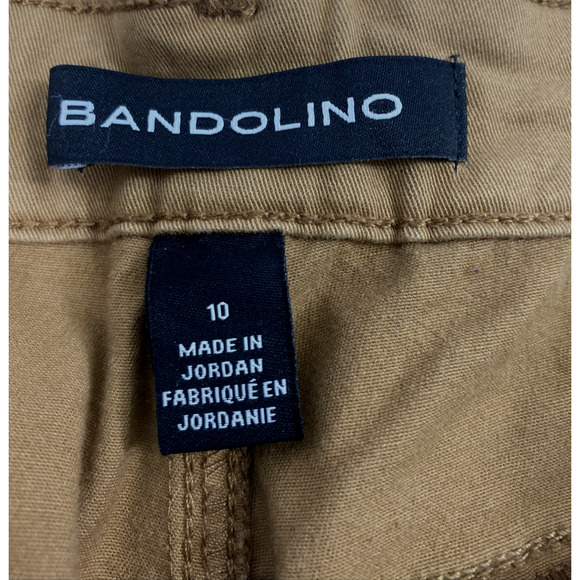 BANDOLINO
10
MADE IN
JORDAN
FABRIQUÉ EN
JORDANIE